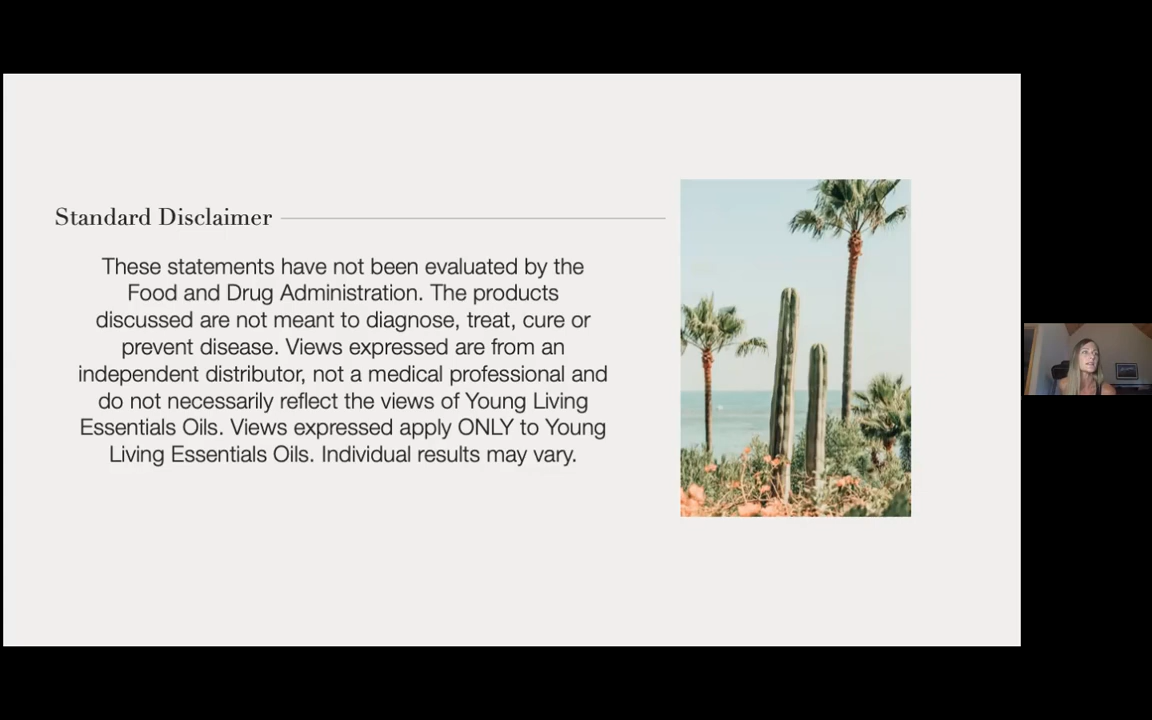 Standard Disclaimer
These statements have not been evaluated by the
Food and Drug Administration. The products
discussed are not meant to diagnose, treat, cure or
prevent disease. Views expressed are from an
independent distributor, not a medical professional and
do not necessarily reflect the views of Young Living
Essentials Oils. Views expressed apply ONLY to Young
Living Essentials Oils. Individual results may vary.